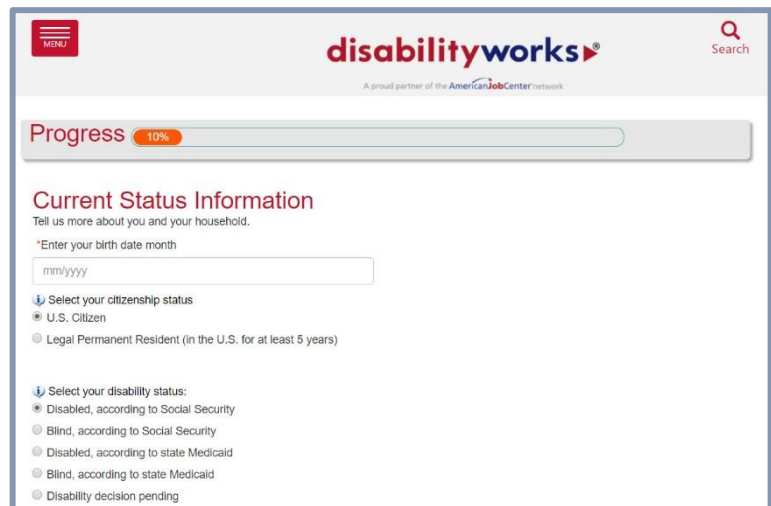 MENU
disabilityworks®
Search
A proud partner of the AmericanJobCenter network
Progress 10%
Current Status Information
Tell us more about you and your household.
*Enter your birth date month
mm/yyyy
Select your citizenship status
U.S. Citizen
Legal Permanent Resident (in the U.S. for at least 5 years)
Select your disability status:
Disabled, according to Social Security
Blind, according to Social Security
Disabled, according to state Medicaid
Blind, according to state Medicaid
Disability decision pending